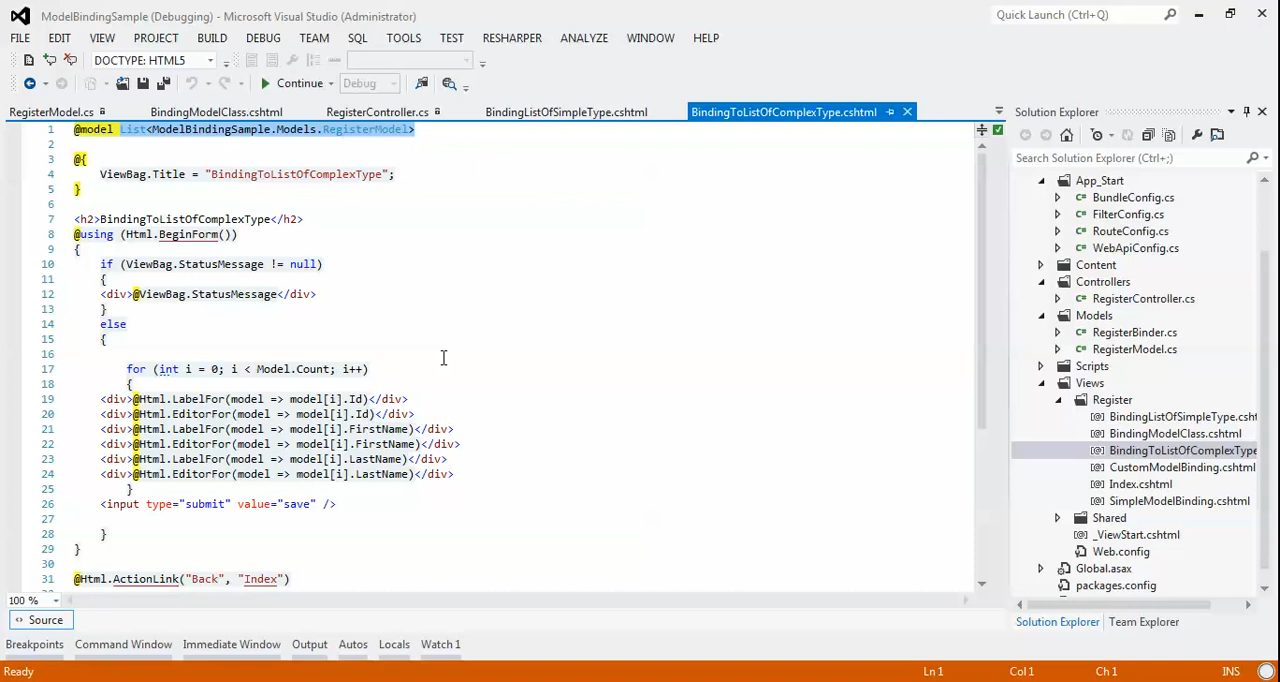 ModelBindingSample (Debugging) - Microsoft Visual Studio (Administrator)
Quick Launch (Ctrl+Q)
FILE EDIT VIEW PROJECT BUILD DEBUG TEAM SQL TOOLS TEST RESHARPER ANALYZE WINDOW HELP
DOCTYPE: HTML5
Continue Debug
RegisterModel.cs BindingModelClass.cshtml RegisterController.cs BindingListOfSimpleType.cshtml BindingToListOfComplexType.cshtml
1 @model List<ModelBindingSample.Models.RegisterModel>
2
3 @{
4 ViewBag.Title = "BindingToListOfComplexType";
5 }
6
7 <h2>BindingToListOfComplexType</h2>
8 @using (Html.BeginForm())
9 {
10 if (ViewBag.StatusMessage != null)
11 {
12 <div>@ViewBag.StatusMessage</div>
13 }
14 else
15 {
16
17 for (int i = 0; i < Model.Count; i++)
18 {
19 <div>@Html.LabelFor(model => model[i].Id)</div>
20 <div>@Html.EditorFor(model => model[i].Id)</div>
21 <div>@Html.LabelFor(model => model[i].FirstName)</div>
22 <div>@Html.EditorFor(model => model[i].FirstName)</div>
23 <div>@Html.LabelFor(model => model[i].LastName)</div>
24 <div>@Html.EditorFor(model => model[i].LastName)</div>
25 }
26 <input type="submit" value="save" />
27
28 }
29 }
30
31 @Html.ActionLink("Back", "Index")
100 %
Source
Breakpoints Command Window Immediate Window Output Autos Locals Watch 1
Ready Ln 1 Col 1 Ch 1 INS
Solution Explorer
Search Solution Explorer (Ctrl+;)
App_Start
BundleConfig.cs
FilterConfig.cs
RouteConfig.cs
WebApiConfig.cs
Content
Controllers
RegisterController.cs
Models
RegisterBinder.cs
RegisterModel.cs
Scripts
Views
Register
BindingListOfSimpleType.csht
BindingModelClass.cshtml
BindingToListOfComplexType
CustomModelBinding.cshtml
Index.cshtml
SimpleModelBinding.cshtml
Shared
_ViewStart.cshtml
Web.config
Global.asax
packages.config
Solution Explorer Team Explorer